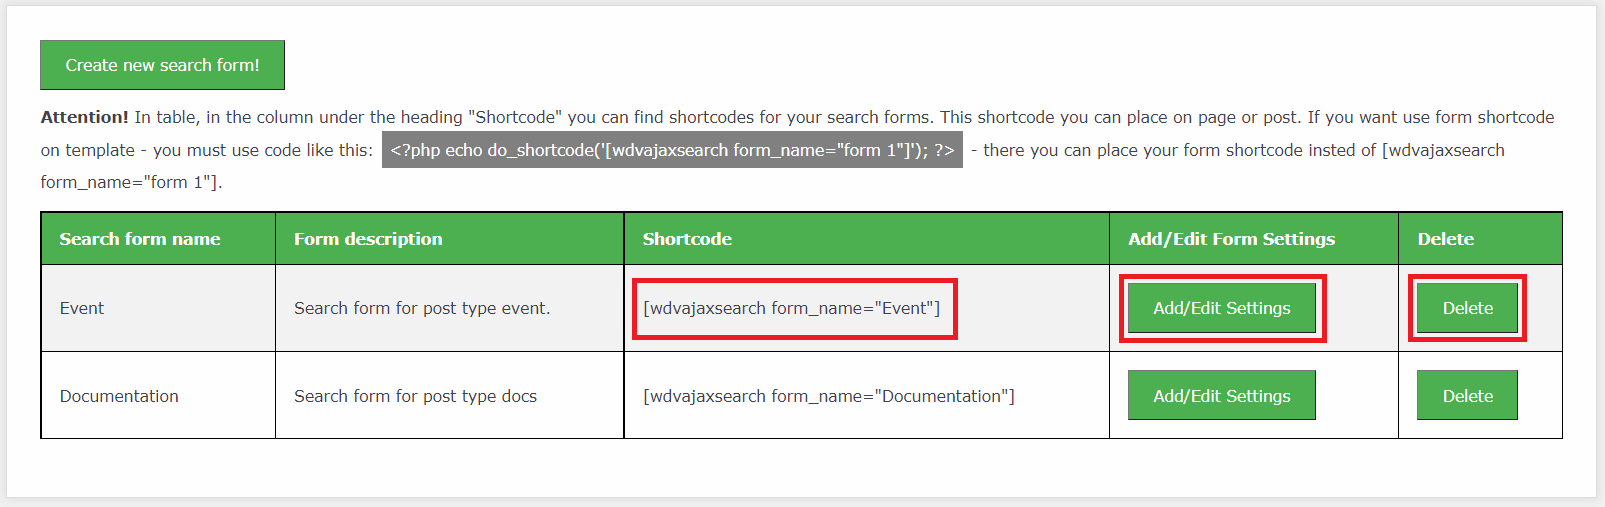 Create new search form!
Attention! In table, in the column under the heading "Shortcode" you can find shortcodes for your search forms. This shortcode you can place on page or post. If you want use form shortcode
on template - you must use code like this: <?php echo do_shortcode('[wdvajaxsearch form_name="form 1"]'); ?> - there you can place your form shortcode insted of [wdvajaxsearch
form_name="form 1"].
Search form name Form description Shortcode Add/Edit Form Settings Delete
Event Search form for post type event. [wdvajaxsearch form_name="Event"] Add/Edit Settings Delete
Documentation Search form for post type docs [wdvajaxsearch form_name="Documentation"] Add/Edit Settings Delete